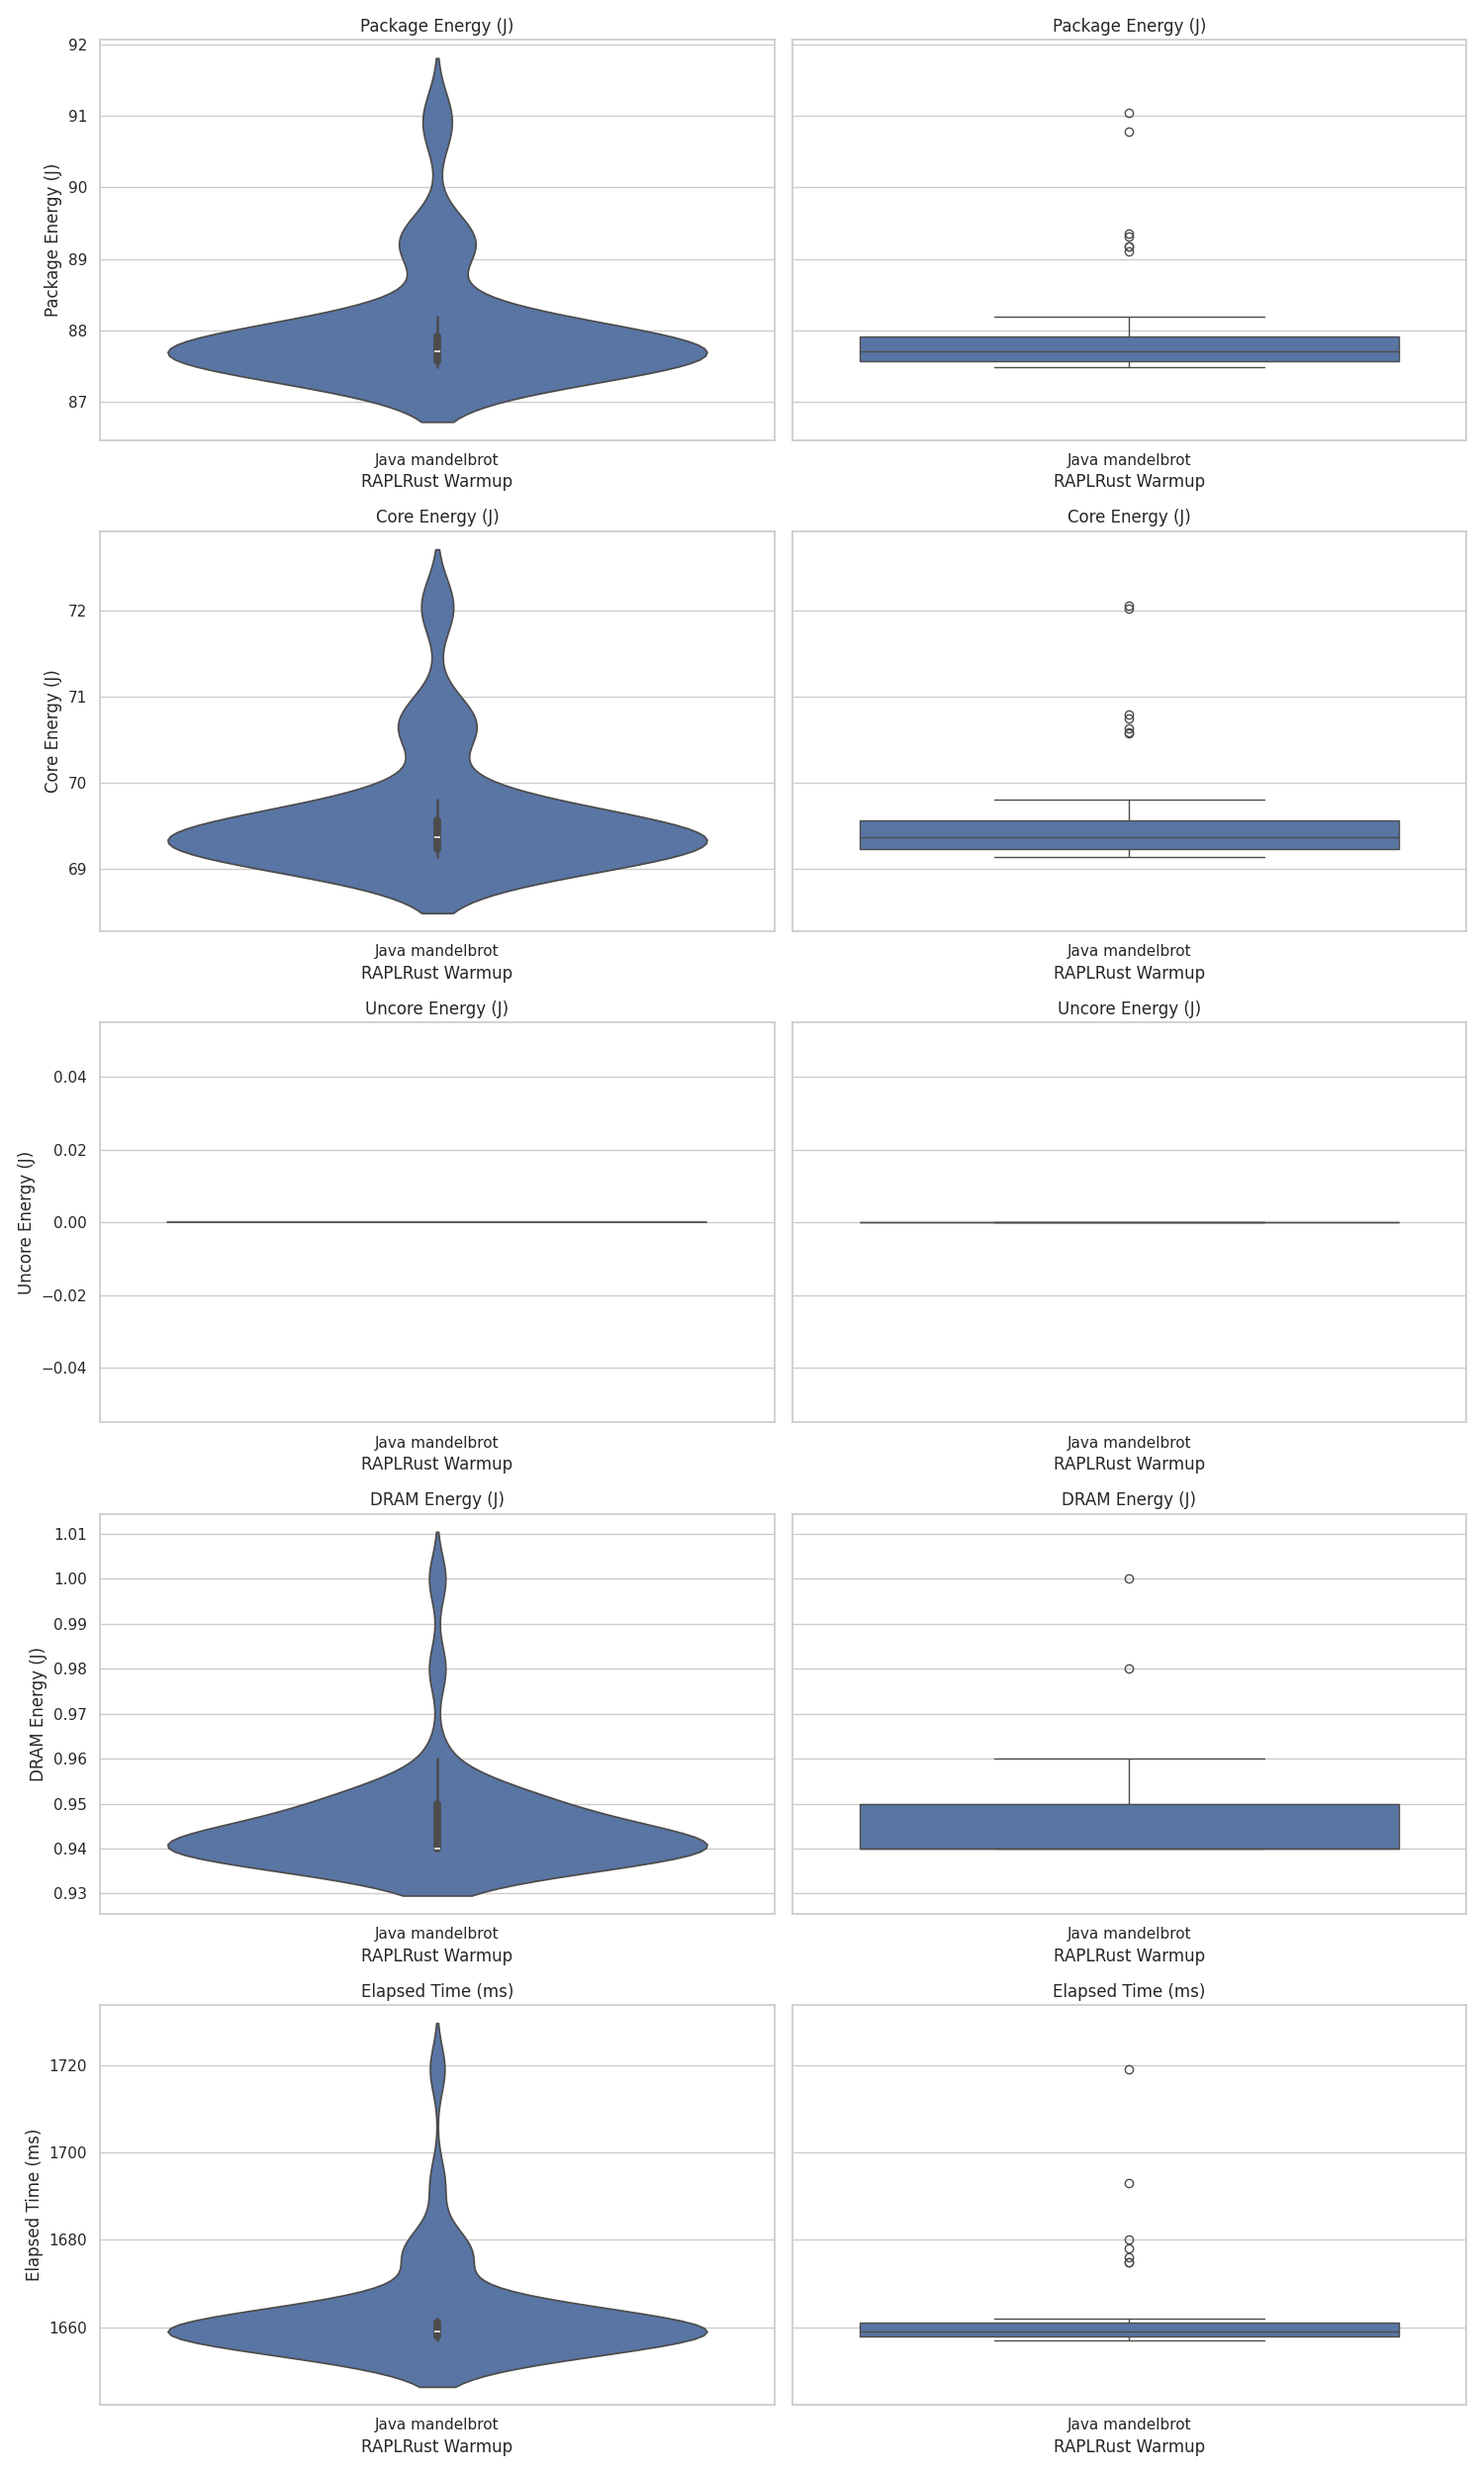 Package Energy (J)
Package Energy (J)
Package Energy (J)
92
91
90
89
88
87
Java mandelbrot
Java mandelbrot
RAPLRust Warmup
RAPLRust Warmup
Core Energy (J)
Core Energy (J)
Core Energy (J)
72
71
70
69
Java mandelbrot
Java mandelbrot
RAPLRust Warmup
RAPLRust Warmup
Uncore Energy (J)
Uncore Energy (J)
Uncore Energy (J)
0.04
0.02
0.00
−0.02
−0.04
Java mandelbrot
Java mandelbrot
RAPLRust Warmup
RAPLRust Warmup
DRAM Energy (J)
DRAM Energy (J)
DRAM Energy (J)
1.01
1.00
0.99
0.98
0.97
0.96
0.95
0.94
0.93
Java mandelbrot
Java mandelbrot
RAPLRust Warmup
RAPLRust Warmup
Elapsed Time (ms)
Elapsed Time (ms)
Elapsed Time (ms)
1720
1700
1680
1660
Java mandelbrot
Java mandelbrot
RAPLRust Warmup
RAPLRust Warmup